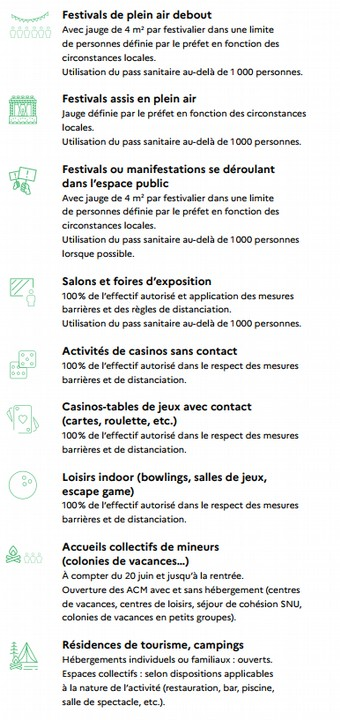 Festivals de plein air debout
Avec jauge de 4 m² par festivalier dans une limite
de personnes définie par le préfet en fonction des
circonstances locales.
Utilisation du pass sanitaire au-delà de 1 000 personnes.
Festivals assis en plein air
Jauge définie par le préfet en fonction des circonstances
locales.
Utilisation du pass sanitaire au-delà de 1 000 personnes.
Festivals ou manifestations se déroulant
dans l'espace public
Avec jauge de 4 m² par festivalier dans une limite
de personnes définie par le préfet en fonction des
circonstances locales.
Utilisation du pass sanitaire au-delà de 1 000 personnes
lorsque possible.
Salons et foires d'exposition
100 % de l'effectif autorisé et application des mesures
barrières et des règles de distanciation.
Utilisation du pass sanitaire au-delà de 1 000 personnes.
Activités de casinos sans contact
100 % de l'effectif autorisé dans le respect des mesures
barrières et de distanciation.
Casinos-tables de jeux avec contact
(cartes, roulette, etc.)
100 % de l'effectif autorisé dans le respect des mesures
barrières et de distanciation.
Loisirs indoor (bowlings, salles de jeux,
escape game)
100 % de l'effectif autorisé dans le respect des mesures
barrières et de distanciation.
Accueils collectifs de mineurs
(colonies de vacances…)
À compter du 20 juin et jusqu'à la rentrée.
Ouverture des ACM avec et sans hébergement (centres
de vacances, centres de loisirs, séjour de cohésion SNU,
colonies de vacances en petits groupes).
Résidences de tourisme, campings
Hébergements individuels ou familiaux : ouverts.
Espaces collectifs : selon dispositions applicables
à la nature de l'activité (restauration, bar, piscine,
salle de spectacle, etc.).